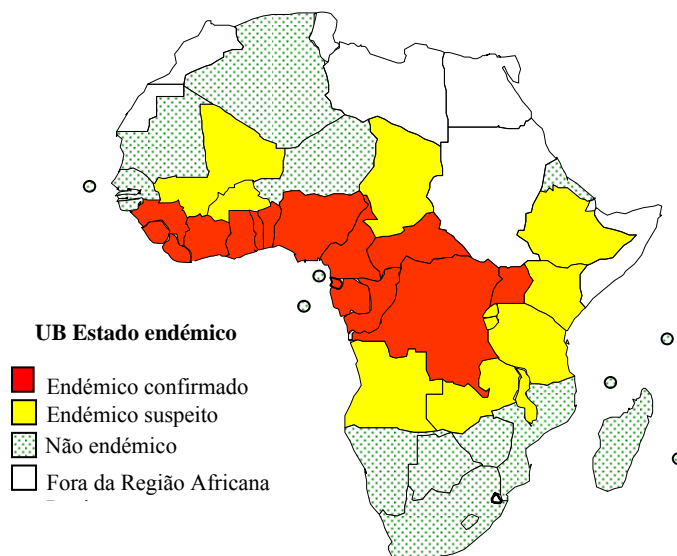 UB Estado endémico
Endémico confirmado
Endémico suspeito
Não endémico
Fora da Região Africana